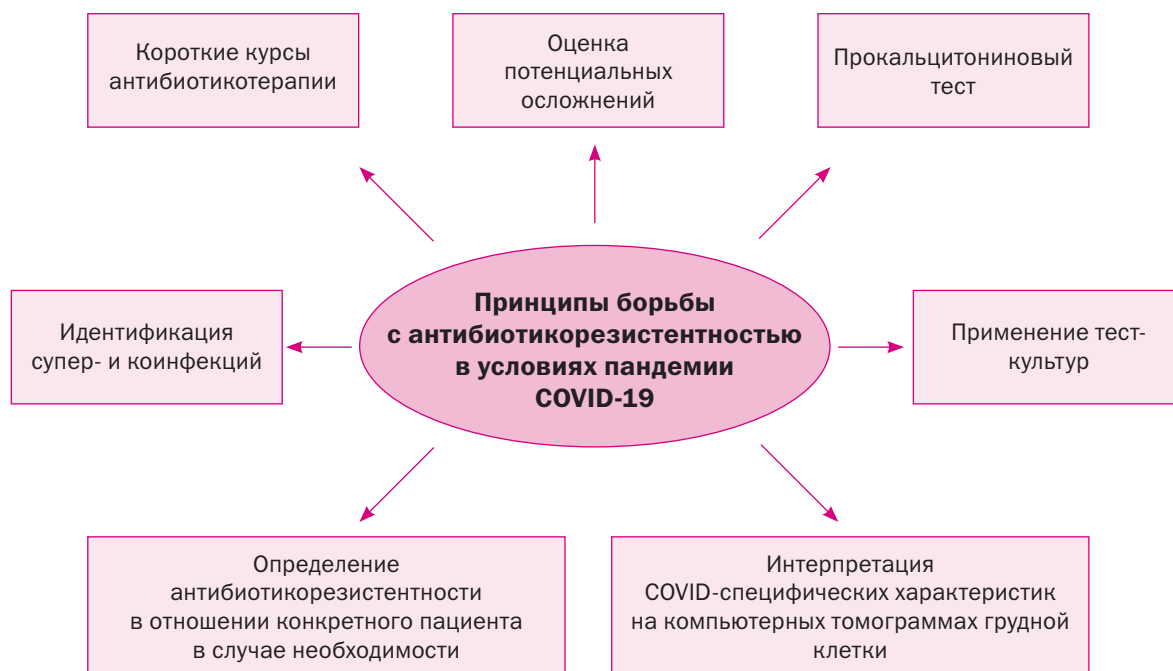 Короткие курсы
антибиотикотерапии
Оценка
потенциальных
осложнений
Прокальцитониновый
тест
Идентификация
супер- и коинфекций
Принципы борьбы
с антибиотикорезистентностью
в условиях пандемии
COVID-19
Применение тест-
культур
Определение
антибиотикорезистентности
в отношении конкретного пациента
в случае необходимости
Интерпретация
COVID-специфических характеристик
на компьютерных томограммах грудной
клетки